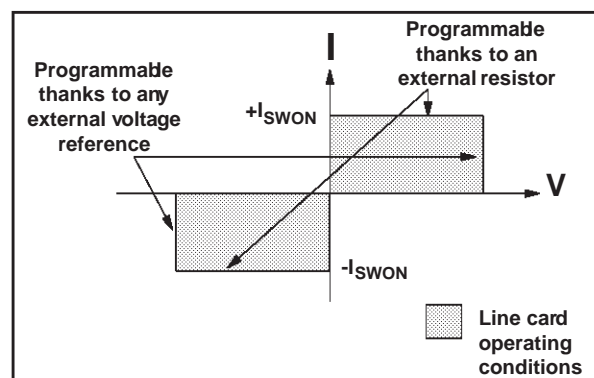 Programmable
thanks to any
external voltage
reference
I
Programmable
thanks to an
external resistor
+ISWON
V
-ISWON
Line card
operating
conditions